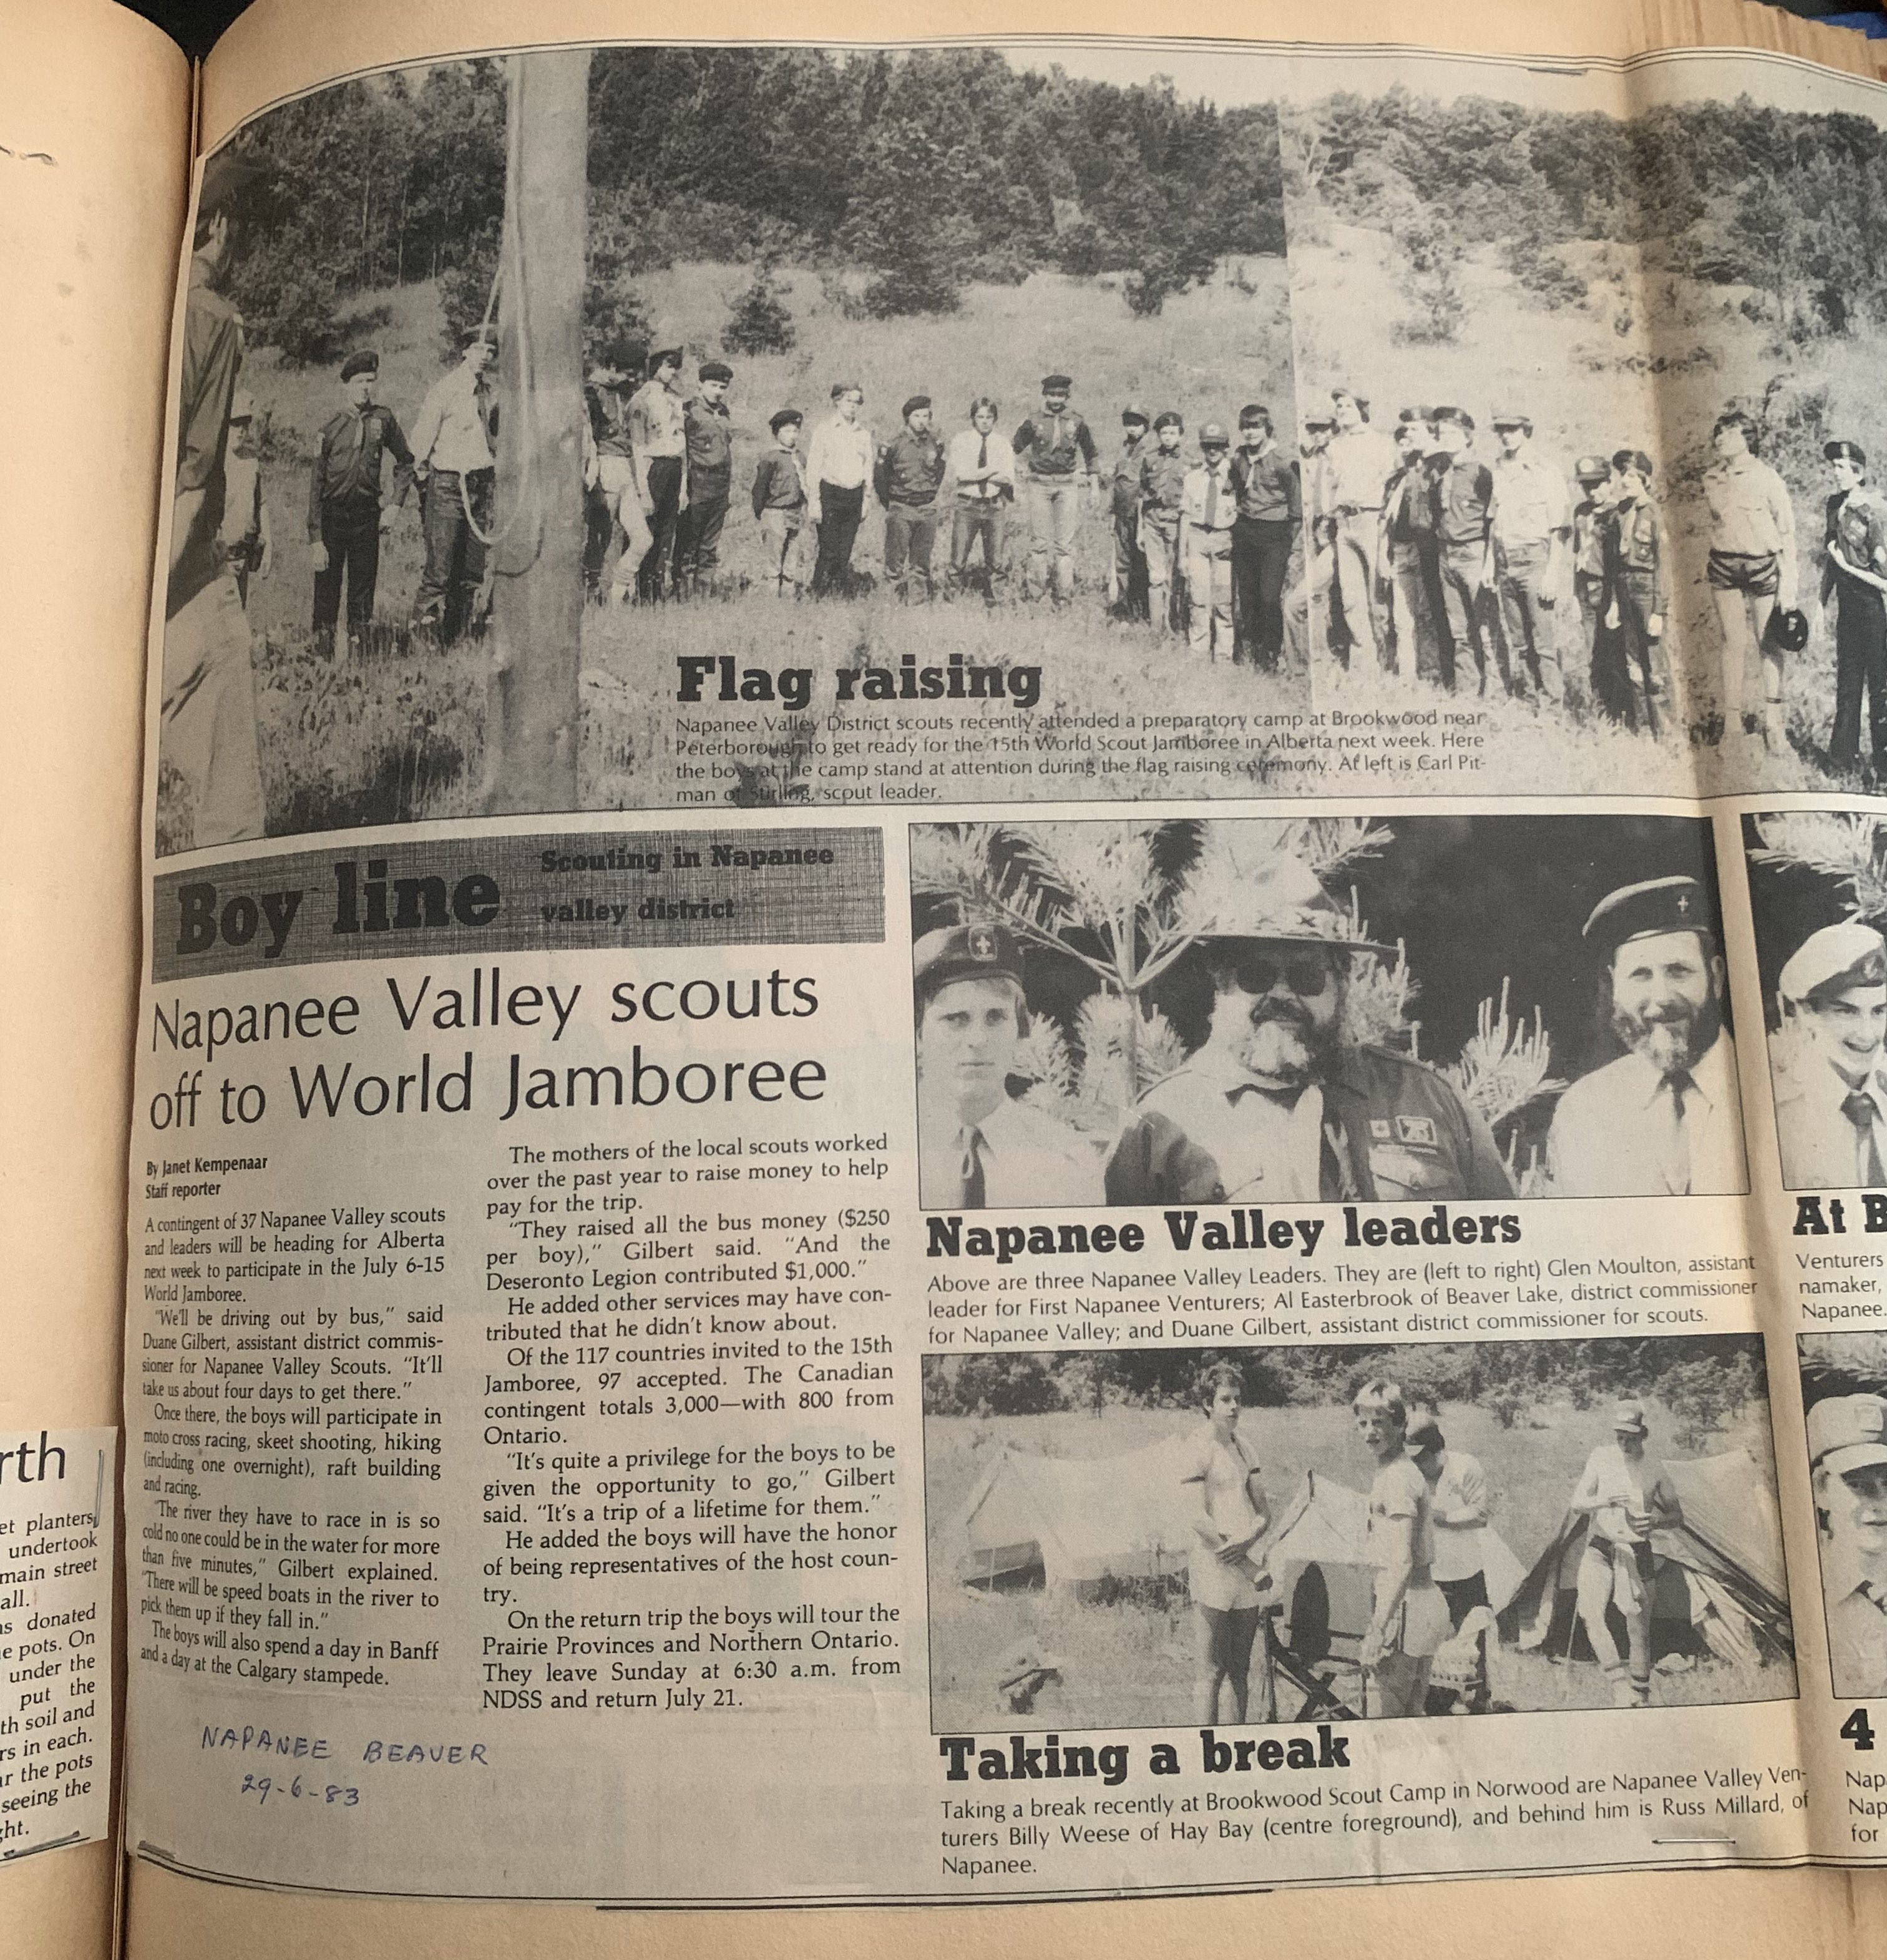 Flag raising
Napanee Valley District scouts recently attended a preparatory camp at Brookwood near
Peterborough to get ready for the 15th World Scout Jamboree in Alberta next week. Here
the boys at the camp stand at attention during the flag raising ceremony. At left is Carl Pit-
man of Stirling, scout leader.
Boy line
Scouting in Napanee
valley district
Napanee Valley scouts
off to World Jamboree
By Janet Kempenaar
Staff reporter
A contingent of 37 Napanee Valley scouts
and leaders will be heading for Alberta
next week to participate in the July 6-15
World Jamboree.
"We'll be driving out by bus," said
Duane Gilbert, assistant district commis-
sioner for Napanee Valley Scouts. "It'll
take us about four days to get there."
Once there, the boys will participate in
moto cross racing, skeet shooting, hiking
(including one overnight), raft building
and racing.
"The river they have to race in is so
cold no one could be in the water for more
than five minutes," Gilbert explained.
"There will be speed boats in the river to
pick them up if they fall in."
The boys will also spend a day in Banff
and a day at the Calgary stampede.
The mothers of the local scouts worked
over the past year to raise money to help
pay for the trip.
"They raised all the bus money ($250
per boy)," Gilbert said. "And the
Deseronto Legion contributed $1,000."
He added other services may have con-
tributed that he didn't know about.
Of the 117 countries invited to the 15th
Jamboree, 97 accepted. The Canadian
contingent totals 3,000—with 800 from
Ontario.
"It's quite a privilege for the boys to be
given the opportunity to go," Gilbert
said. "It's a trip of a lifetime for them."
He added the boys will have the honor
of being representatives of the host coun-
try.
On the return trip the boys will tour the
Prairie Provinces and Northern Ontario.
They leave Sunday at 6:30 a.m. from
NDSS and return July 21.
NAPANEE BEAVER
29-6-83
Napanee Valley leaders
Above are three Napanee Valley Leaders. They are (left to right) Glen Moulton, assistant
leader for First Napanee Venturers; Al Easterbrook of Beaver Lake, district commissioner
for Napanee Valley; and Duane Gilbert, assistant district commissioner for scouts.
Taking a break
Taking a break recently at Brookwood Scout Camp in Norwood are Napanee Valley Ven-
turers Billy Weese of Hay Bay (centre foreground), and behind him is Russ Millard, of
Napanee.
At B
Venturers
namaker,
Napanee.
4
Nap
Nap
for
rth
et planters
undertook
main street
all.
s donated
e pots. On
under the
put the
th soil and
rs in each.
r the pots
seeing the
ht.